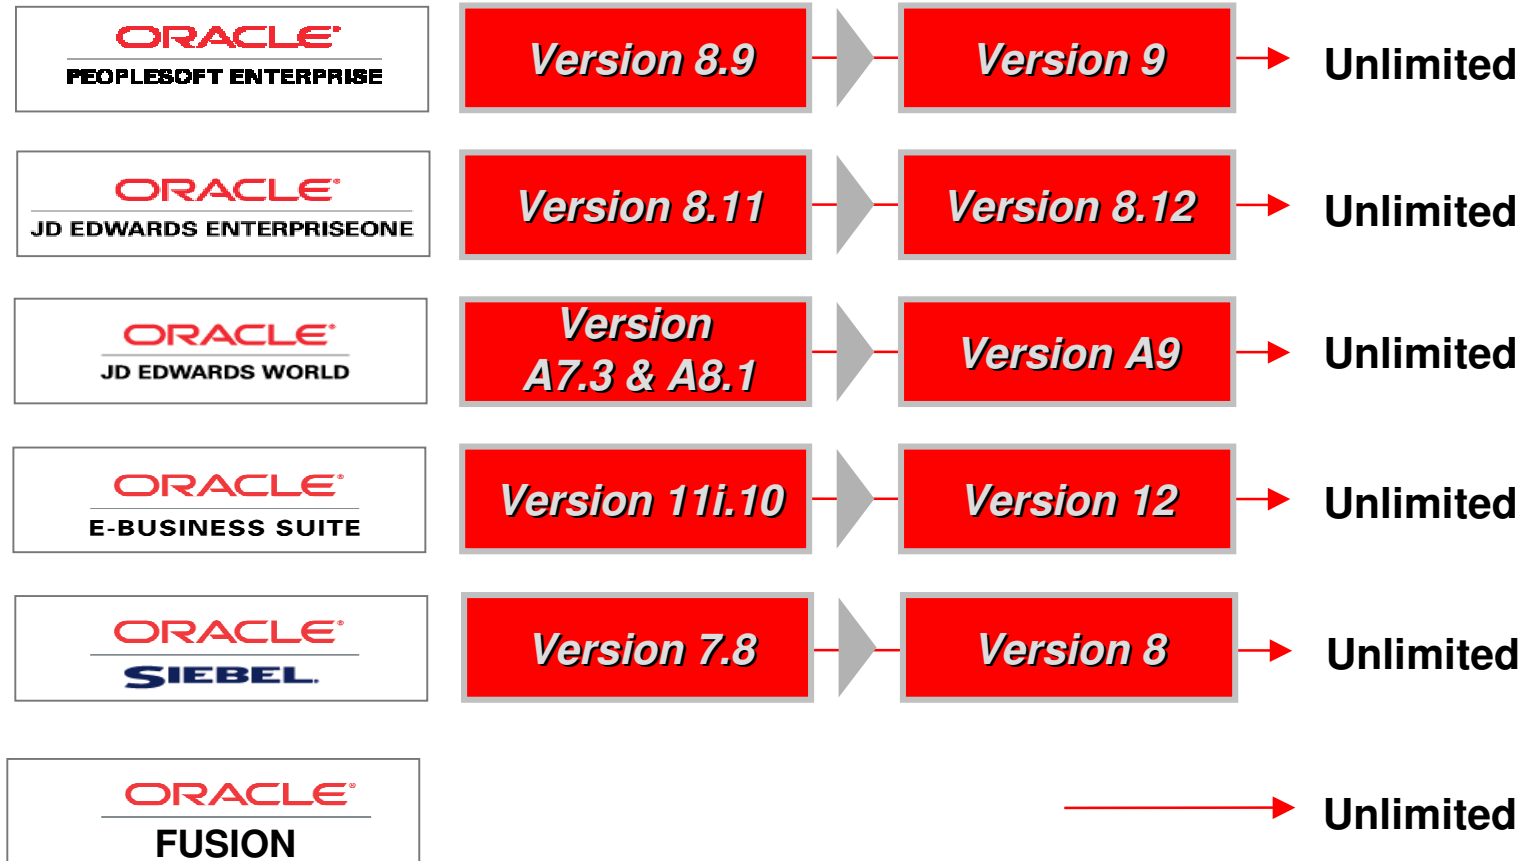 ORACLE®
PEOPLESOFT ENTERPRISE
Version 8.9
Version 9
Unlimited
ORACLE®
JD EDWARDS ENTERPRISEONE
Version 8.11
Version 8.12
Unlimited
ORACLE®
JD EDWARDS WORLD
Version
A7.3 & A8.1
Version A9
Unlimited
ORACLE®
E-BUSINESS SUITE
Version 11i.10
Version 12
Unlimited
ORACLE®
SIEBEL.
Version 7.8
Version 8
Unlimited
ORACLE®
FUSION
Unlimited